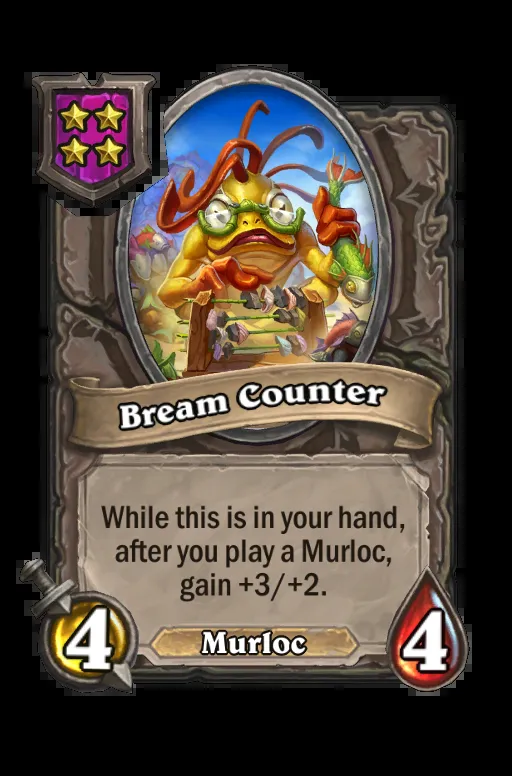 Bream Counter
While this is in your hand,
after you play a Murloc,
gain +3/+2.
4
Murloc
4